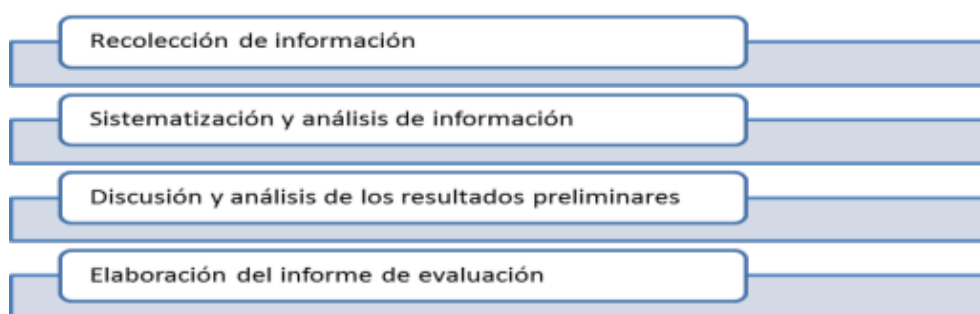 Recolección de información
Sistematización y análisis de información
Discusión y análisis de los resultados preliminares
Elaboración del informe de evaluación